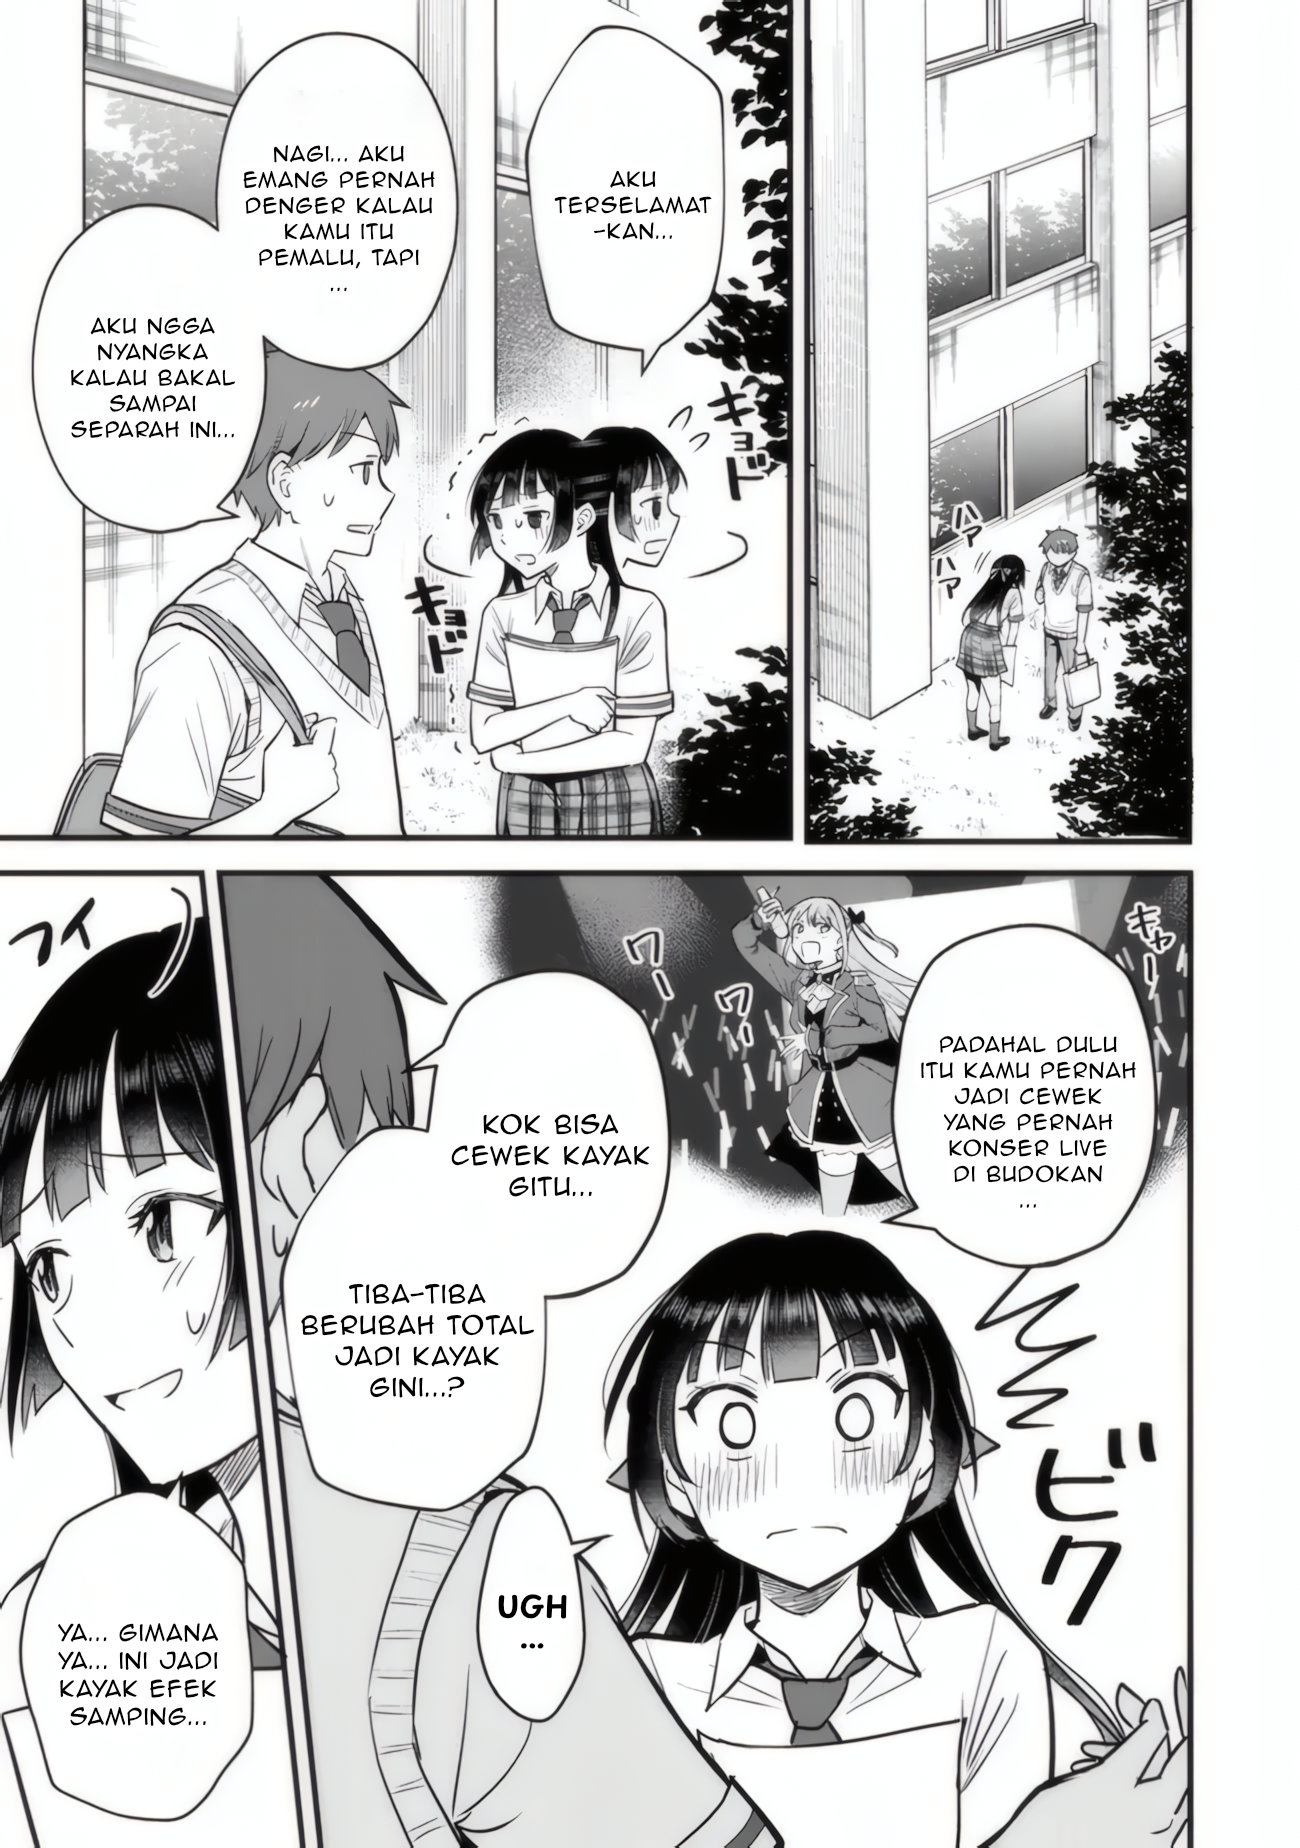 ハァ
ハァ
AKU
TERSELAMAT
-KAN...
キョド
キョド
NAGI... AKU
EMANG PERNAH
DENGER KALAU
KAMU ITU
PEMALU, TAPI
...
AKU NGGA
NYANGKA
KALAU BAKAL
SAMPAI
SEPARAH INI...
キャー
ワー
ワー
PADAHAL DULU
ITU KAMU PERNAH
JADI CEWEK
YANG PERNAH
KONSER LIVE
DI BUDOKAN
...
KOK BISA
CEWEK KAYAK
GITU...
TIBA-TIBA
BERUBAH TOTAL
JADI KAYAK
GINI...?
ビク
UGH
...
フイ
YA... GIMANA
YA... INI JADI
KAYAK EFEK
SAMPING...